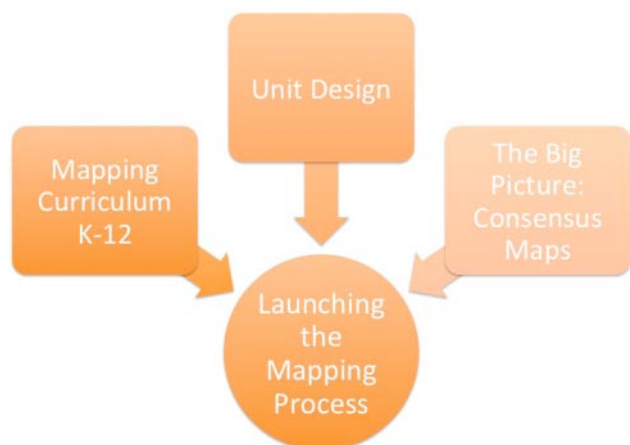 Unit Design
Mapping
Curriculum
K-12
The Big
Picture:
Consensus
Maps
Launching
the
Mapping
Process